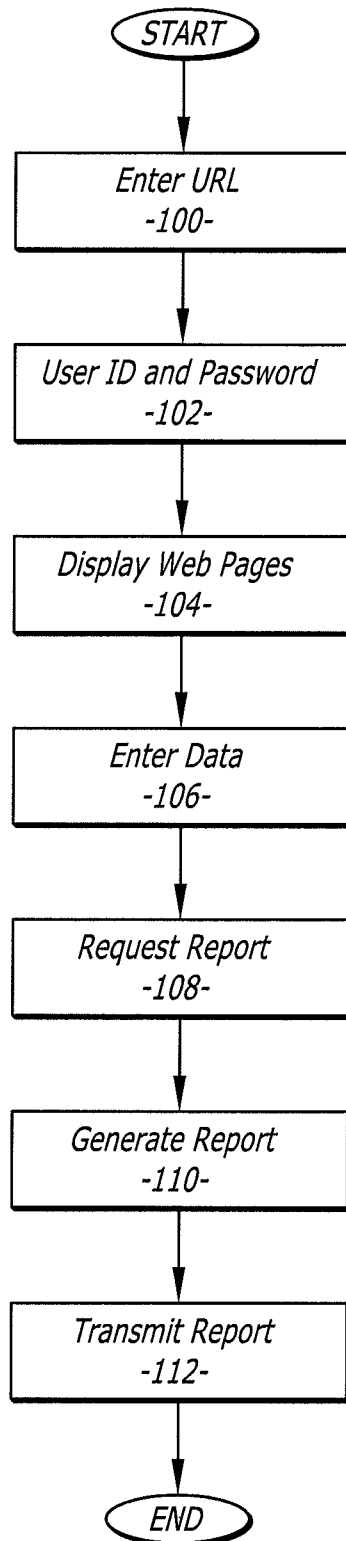 START
Enter URL
-100-
User ID and Password
-102-
Display Web Pages
-104-
Enter Data
-106-
Request Report
-108-
Generate Report
-110-
Transmit Report
-112-
END